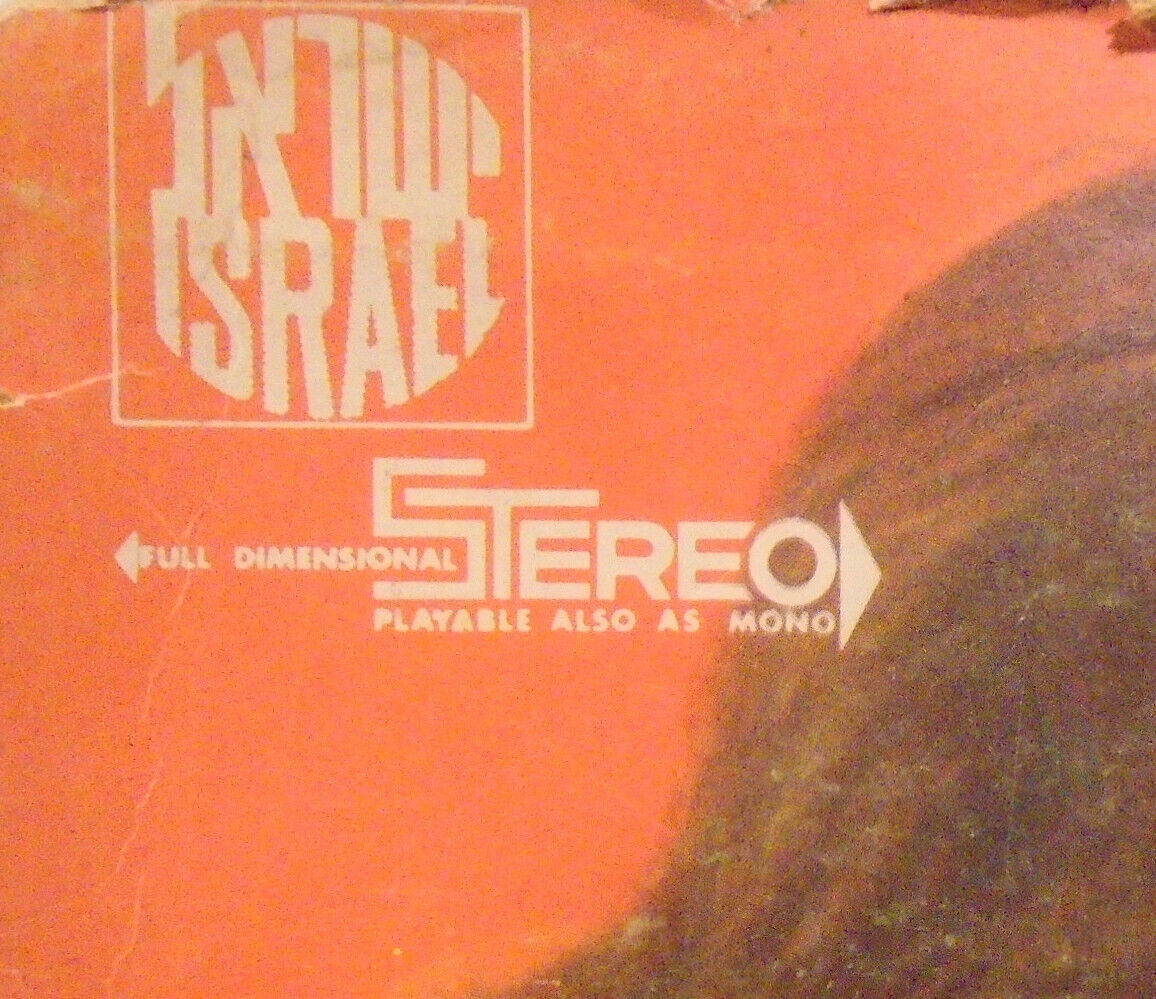 ישראל
ISRAEL
FULL DIMENSIONAL STEREO
PLAYABLE ALSO AS MONO